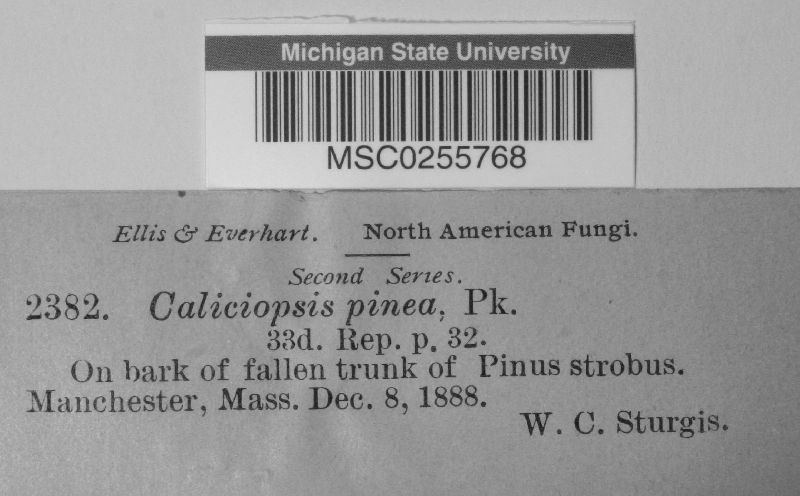 Michigan State University
MSC0255768
Ellis & Everhart. North American Fungi.
Second Series.
2382. Caliciopsis pinea, Pk.
33d. Rep. p. 32.
On bark of fallen trunk of Pinus strobus.
Manchester, Mass. Dec. 8, 1888.
W. C. Sturgis.